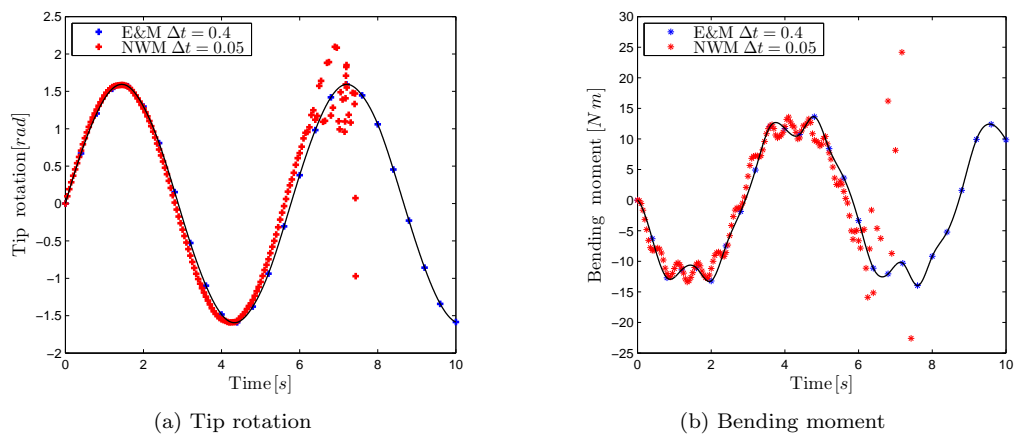 2.5
2
1.5
1
0.5
0
−0.5
−1
−1.5
−2
0 2 4 6 8 10
Tip rotation[rad]
Time[s]
E&M Δt = 0.4
NWM Δt = 0.05
(a) Tip rotation
30
25
20
15
10
5
0
−5
−10
−15
−20
−25
0 2 4 6 8 10
Bending moment [N m]
Time[s]
E&M Δt = 0.4
NWM Δt = 0.05
(b) Bending moment